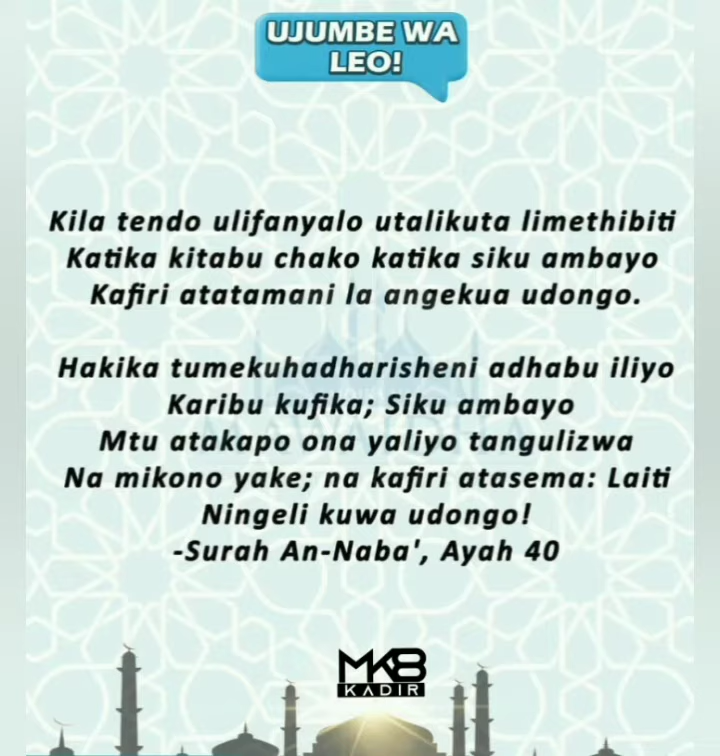 UJUMBE WA
LEO!
Kila tendo ulifanyalo utalikuta limethibiti
Katika kitabu chako katika siku ambayo
Kafiri atatamani la angekua udongo.
Hakika tumekuhadharisheni adhabu iliyo
Karibu kufika; Siku ambayo
Mtu atakapo ona yaliyo tangulizwa
Na mikono yake; na kafiri atasema: Laiti
Ningeli kuwa udongo!
-Surah An-Naba', Ayah 40
MKB
KADIR